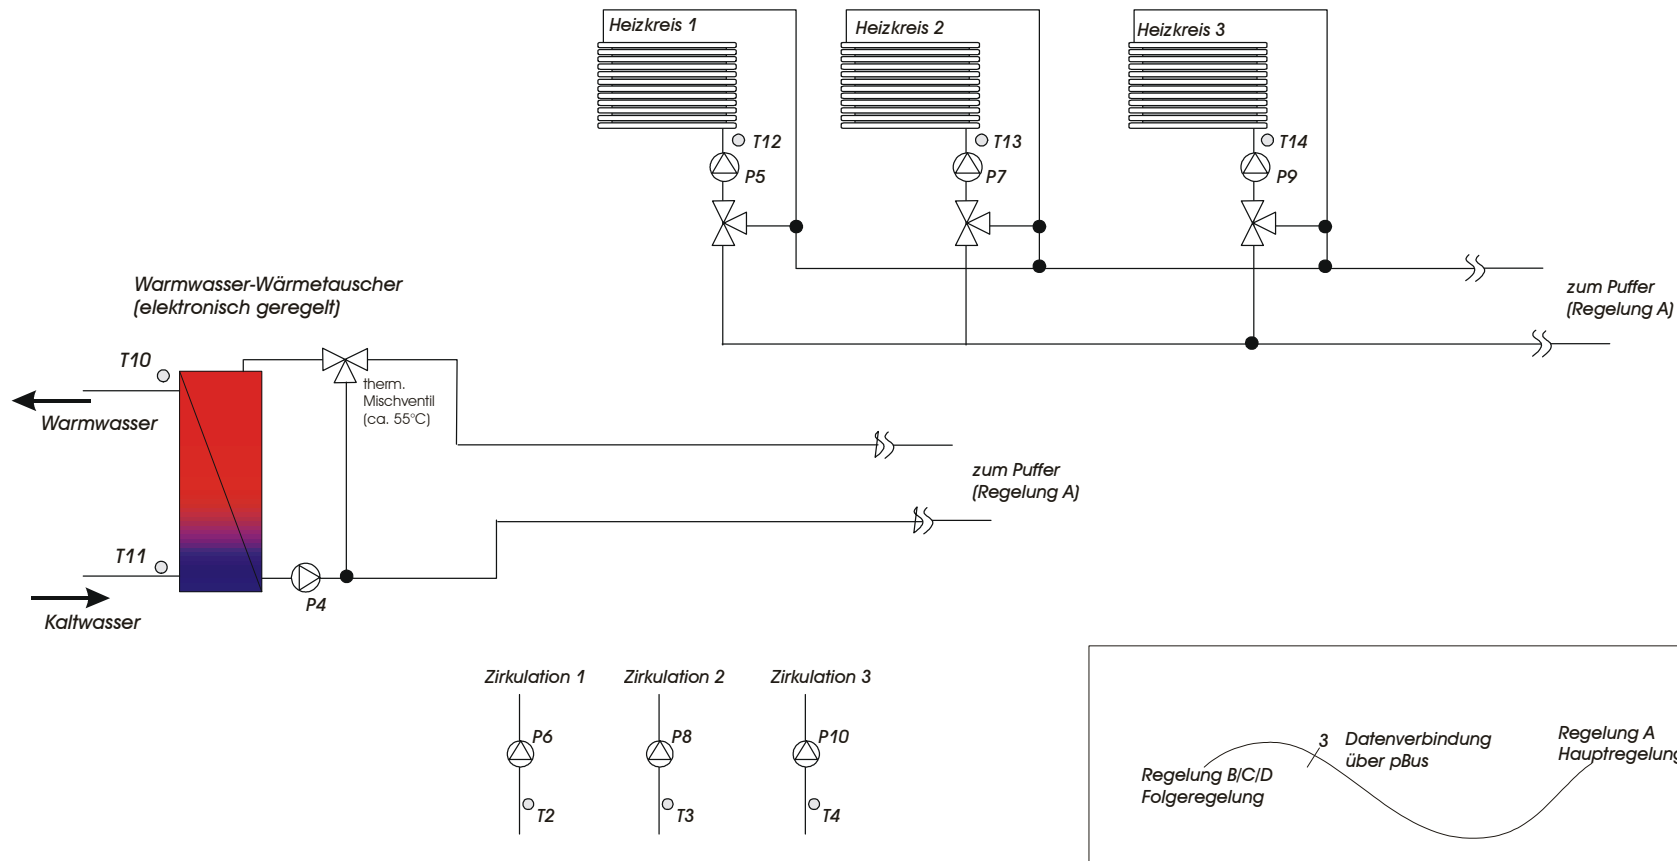 Heizkreis 1
Heizkreis 2
Heizkreis 3
T12
T13
T14
P5
P7
P9
zum Puffer
(Regelung A)
Warmwasser-Wärmetauscher
(elektronisch geregelt)
T10
therm.
Mischventil
(ca. 55°C)
Warmwasser
zum Puffer
(Regelung A)
T11
P4
Kaltwasser
Zirkulation 1
Zirkulation 2
Zirkulation 3
P6
P8
P10
T2
T3
T4
3
Datenverbindung
über pBus
Regelung A
Hauptregelung
Regelung B/C/D
Folgeregelung